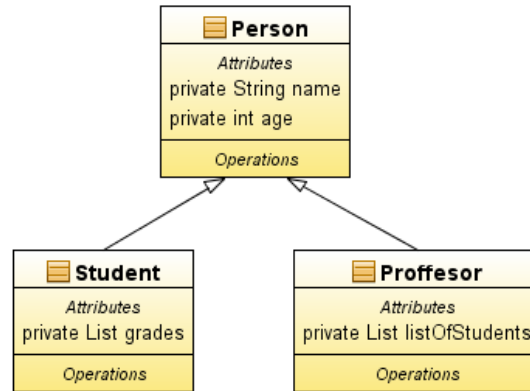 Person
Attributes
private String name
private int age
Operations
Student
Attributes
private List grades
Operations
Proffesor
Attributes
private List listOfStudents
Operations